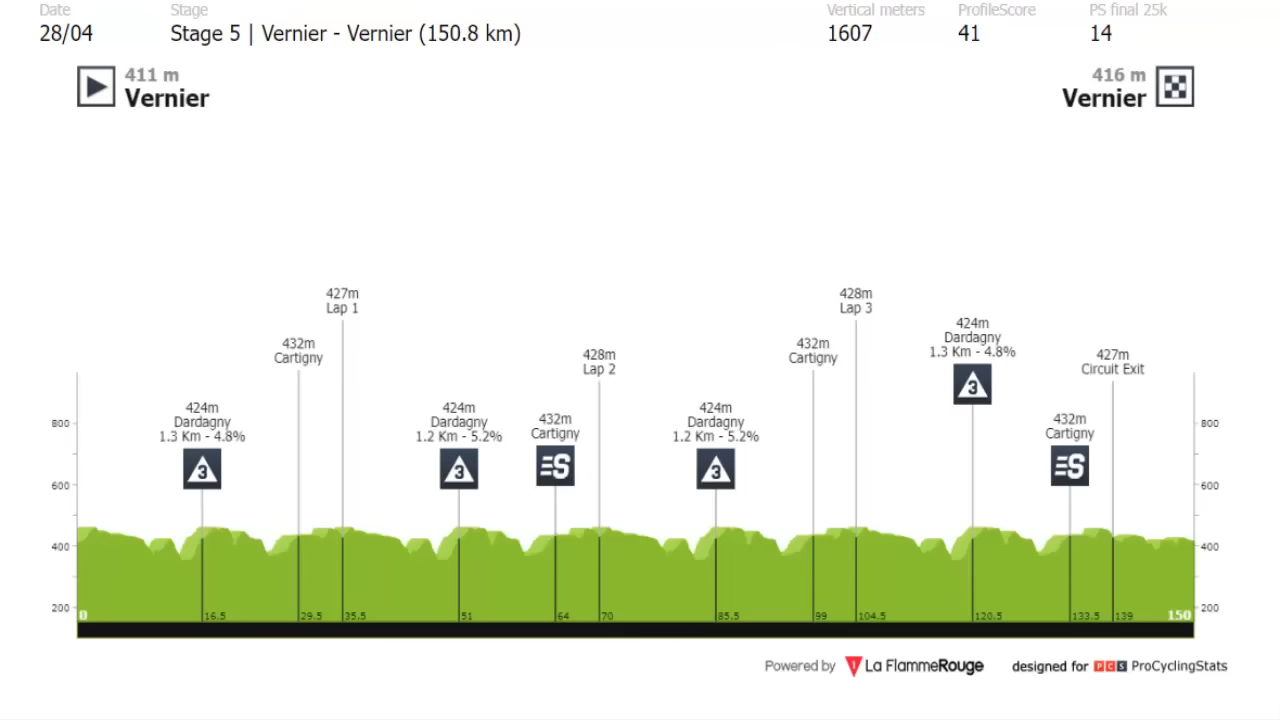 Date Stage Vertical meters ProfileScore PS final 25k
28/04 Stage 5 | Vernier - Vernier (150.8 km) 1607 41 14
411 m
Vernier
416 m
Vernier
427m
Lap 1
428m
Lap 3
424m
Dardagny
1.3 Km - 4.8%
3
432m
Cartigny
432m
Cartigny
428m
Lap 2
427m
Circuit Exit
424m
Dardagny
1.3 Km - 4.8%
3
424m
Dardagny
1.2 Km - 5.2%
3
432m
Cartigny
S
424m
Dardagny
1.2 Km - 5.2%
3
432m
Cartigny
S
800 800
600 600
400 400
200 200
0 16.5 29.5 35.5 51 64 70 85.5 99 104.5 120.5 133.5 139 150
Powered by La FlammeRouge designed for PCS ProCyclingStats